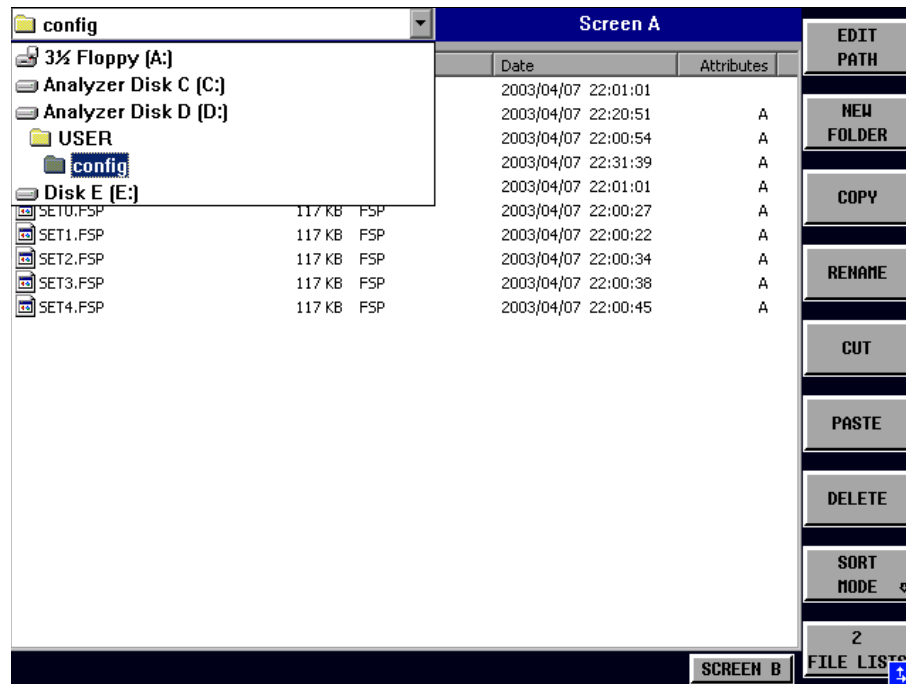 config
Screen A
3½ Floppy (A:)
Analyzer Disk C (C:)
Analyzer Disk D (D:)
USER
config
Disk E (E:)
Date Attributes
2003/04/07 22:01:01
2003/04/07 22:20:51 A
2003/04/07 22:00:54 A
2003/04/07 22:31:39 A
2003/04/07 22:01:01 A
SET0.FSP 117 KB FSP 2003/04/07 22:00:27 A
SET1.FSP 117 KB FSP 2003/04/07 22:00:22 A
SET2.FSP 117 KB FSP 2003/04/07 22:00:34 A
SET3.FSP 117 KB FSP 2003/04/07 22:00:38 A
SET4.FSP 117 KB FSP 2003/04/07 22:00:45 A
EDIT
PATH
NEW
FOLDER
COPY
RENAME
CUT
PASTE
DELETE
SORT
MODE
2
FILE LISTS
SCREEN B